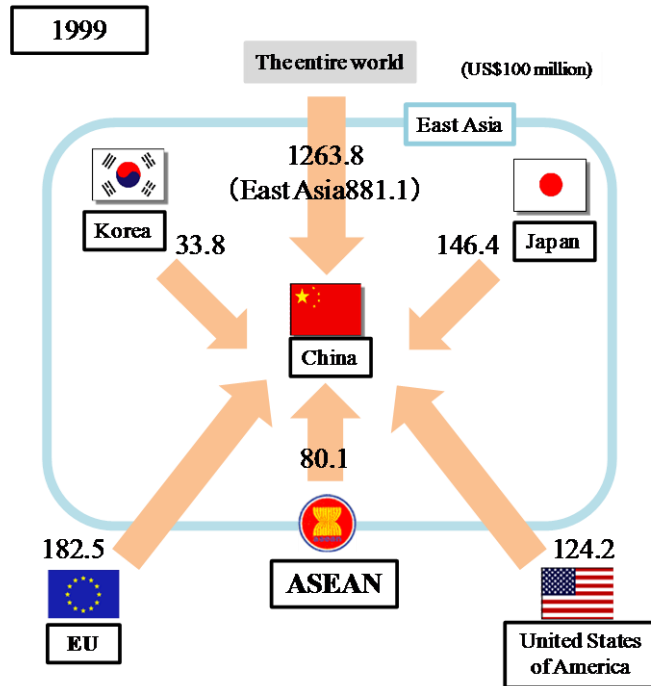 1999
The entire world
(US$100 million)
East Asia
1263.8
(East Asia881.1)
Korea
33.8
146.4
Japan
China
80.1
182.5
124.2
ASEAN
EU
United States
of America